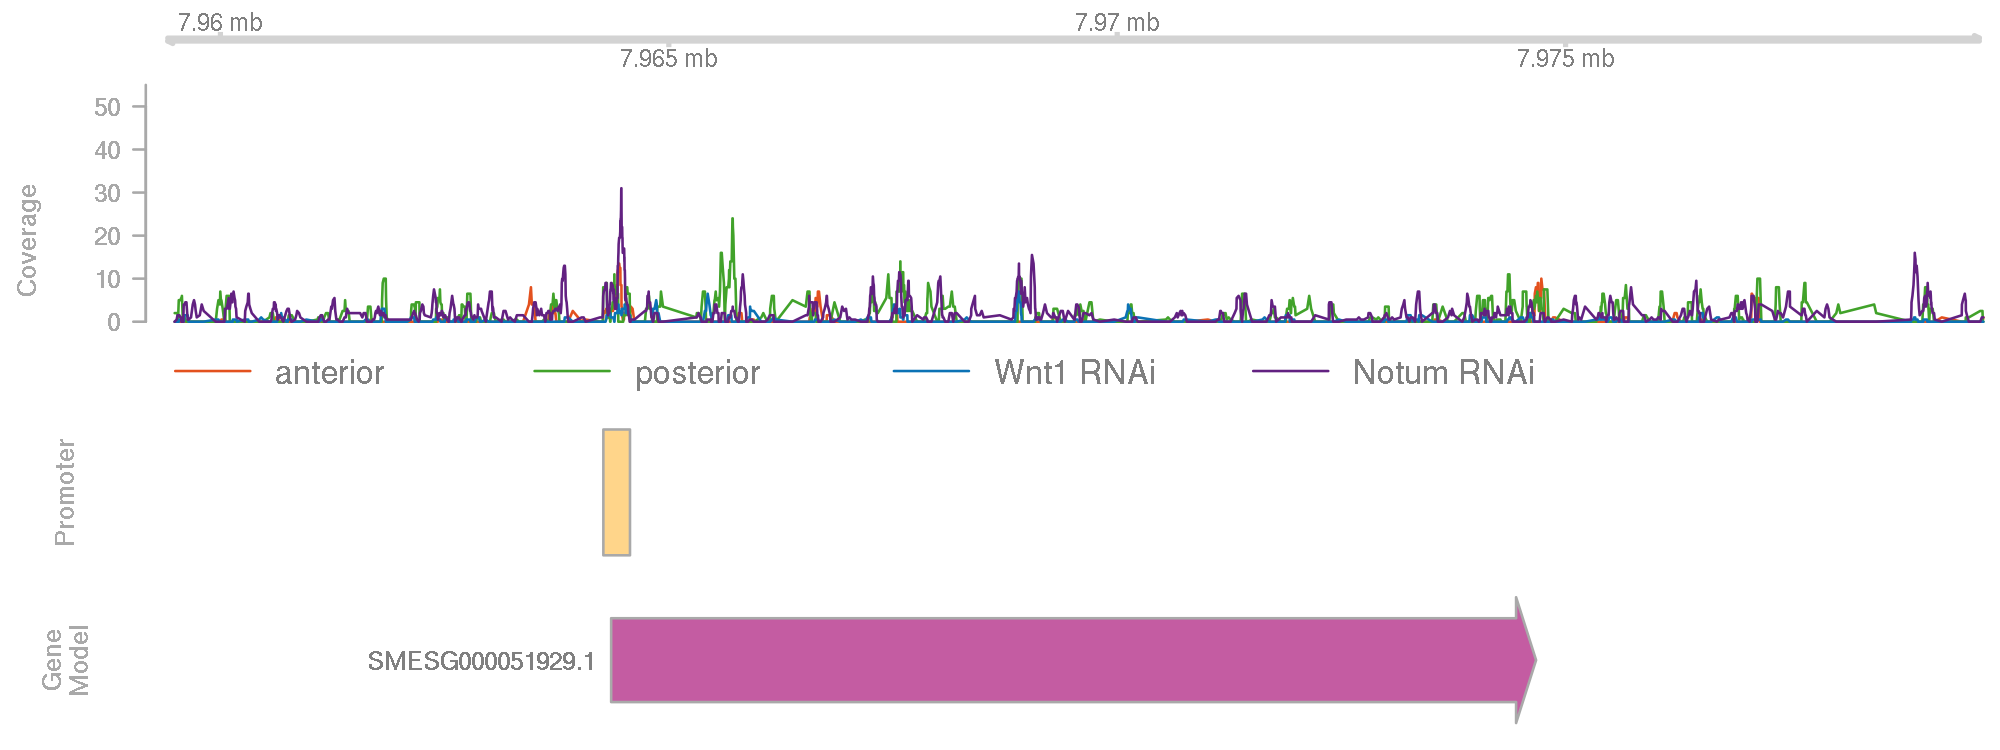 7.96 mb
7.97 mb
7.965 mb
7.975 mb
Coverage
50
40
30
20
10
0
anterior
posterior
Wnt1 RNAi
Notum RNAi
Promoter
Gene
Model
SMESG000051929.1